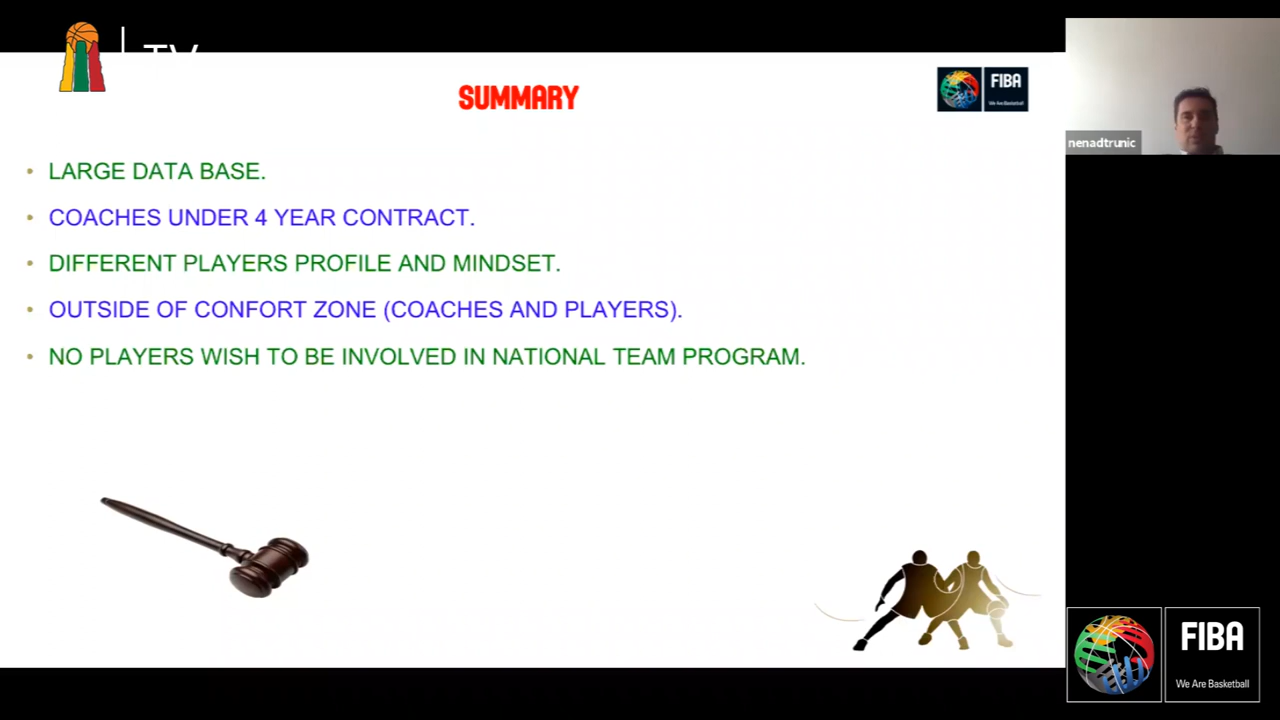 TV
SUMMARY
FIBA
We Are Basketball
nenadtrunic
• LARGE DATA BASE.
• COACHES UNDER 4 YEAR CONTRACT.
• DIFFERENT PLAYERS PROFILE AND MINDSET.
• OUTSIDE OF CONFORT ZONE (COACHES AND PLAYERS).
• NO PLAYERS WISH TO BE INVOLVED IN NATIONAL TEAM PROGRAM.
FIBA
We Are Basketball